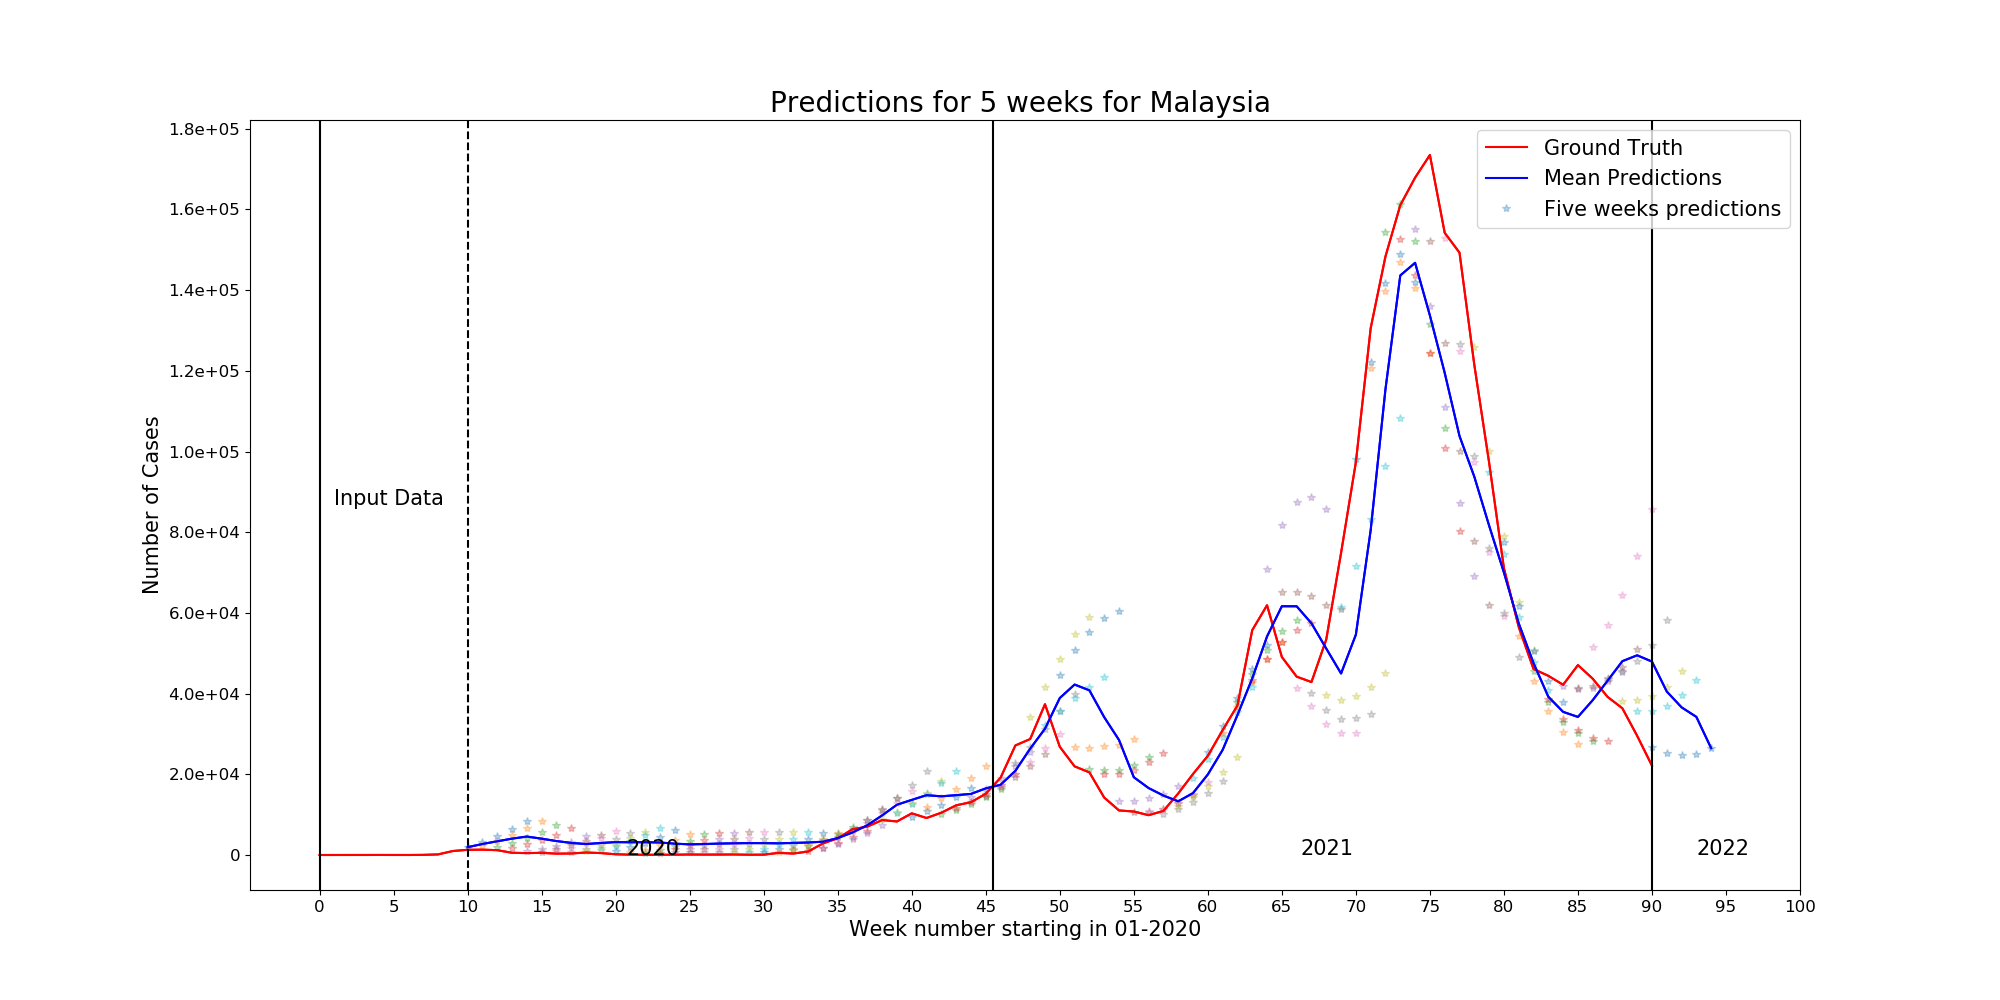 Predictions for 5 weeks for Malaysia
1.8e+05
1.6e+05
1.4e+05
1.2e+05
1.0e+05
8.0e+04
6.0e+04
4.0e+04
2.0e+04
0
Number of Cases
Ground Truth
Mean Predictions
Five weeks predictions
Input Data
2020
2021
2022
0 5 10 15 20 25 30 35 40 45 50 55 60 65 70 75 80 85 90 95 100
Week number starting in 01-2020